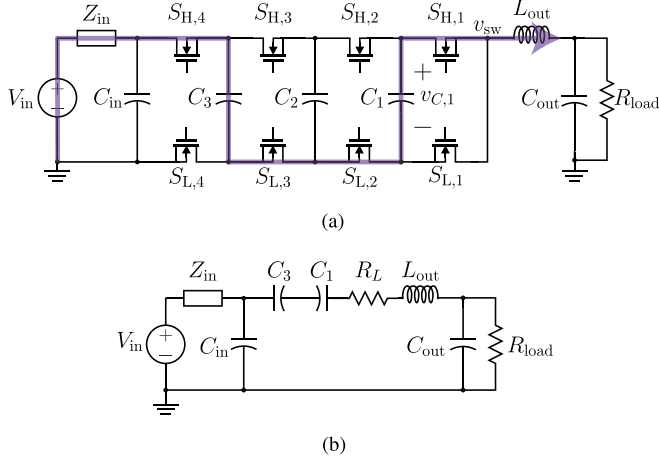 S_H,4 S_H,3 S_H,2 S_H,1 L_out
Z_in v_sw
V_in + − C_in C_3 C_2 C_1 + v_C,1 − C_out R_load
S_L,4 S_L,3 S_L,2 S_L,1
(a)
Z_in C_3 C_1 R_L L_out
V_in + − C_in C_out R_load
(b)